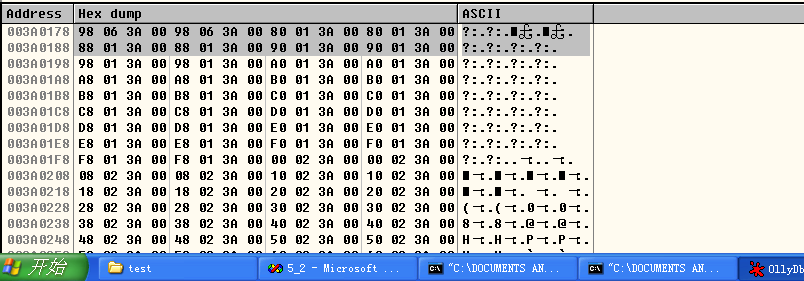 Address Hex dump ASCII
003A0178 98 06 3A 00 98 06 3A 00 80 01 3A 00 80 01 3A 00 ?:.?:.
003A0188 88 01 3A 00 88 01 3A 00 90 01 3A 00 90 01 3A 00 ?:.?:.?:.?:.
003A0198 98 01 3A 00 98 01 3A 00 A0 01 3A 00 A0 01 3A 00 ?:.?:.?:.?:.
003A01A8 A8 01 3A 00 A8 01 3A 00 B0 01 3A 00 B0 01 3A 00 ?:.?:.?:.?:.
003A01B8 B8 01 3A 00 B8 01 3A 00 C0 01 3A 00 C0 01 3A 00 ?:.?:.?:.?:.
003A01C8 C8 01 3A 00 C8 01 3A 00 D0 01 3A 00 D0 01 3A 00 ?:.?:.?:.?:.
003A01D8 D8 01 3A 00 D8 01 3A 00 E0 01 3A 00 E0 01 3A 00 ?:.?:.?:.?:.
003A01E8 E8 01 3A 00 E8 01 3A 00 F0 01 3A 00 F0 01 3A 00 ?:.?:.?:.?:.
003A01F8 F8 01 3A 00 F8 01 3A 00 00 02 3A 00 00 02 3A 00 ?:.?:..¬:..¬:.
003A0208 08 02 3A 00 08 02 3A 00 10 02 3A 00 10 02 3A 00 ■¬:.■¬:.■¬:.■¬:.
003A0218 18 02 3A 00 18 02 3A 00 20 02 3A 00 20 02 3A 00 ■¬:.■¬:. ¬:. ¬:.
003A0228 28 02 3A 00 28 02 3A 00 30 02 3A 00 30 02 3A 00 (¬:.(¬:.0¬:.0¬:.
003A0238 38 02 3A 00 38 02 3A 00 40 02 3A 00 40 02 3A 00 8¬:.8¬:.@¬:.@¬:.
003A0248 48 02 3A 00 48 02 3A 00 50 02 3A 00 50 02 3A 00 H¬:.H¬:.P¬:.P¬:.
开始 test 5_2 - Microsoft ... "C:\DOCUMENTS AN... "C:\DOCUMENTS AN... OllyDb